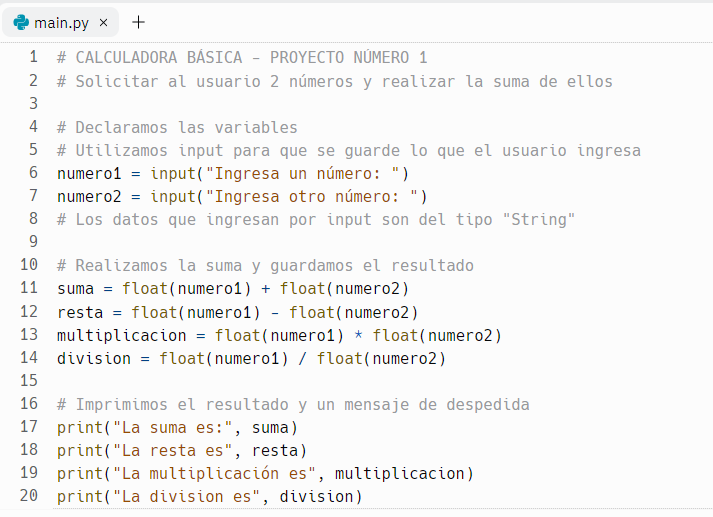 main.py × +
1 # CALCULADORA BÁSICA - PROYECTO NÚMERO 1
2 # Solicitar al usuario 2 números y realizar la suma de ellos
3
4 # Declaramos las variables
5 # Utilizamos input para que se guarde lo que el usuario ingresa
6 numero1 = input("Ingresa un número: ")
7 numero2 = input("Ingresa otro número: ")
8 # Los datos que ingresan por input son del tipo "String"
9
10 # Realizamos la suma y guardamos el resultado
11 suma = float(numero1) + float(numero2)
12 resta = float(numero1) - float(numero2)
13 multiplicacion = float(numero1) * float(numero2)
14 division = float(numero1) / float(numero2)
15
16 # Imprimimos el resultado y un mensaje de despedida
17 print("La suma es:", suma)
18 print("La resta es", resta)
19 print("La multiplicación es", multiplicacion)
20 print("La division es", division)